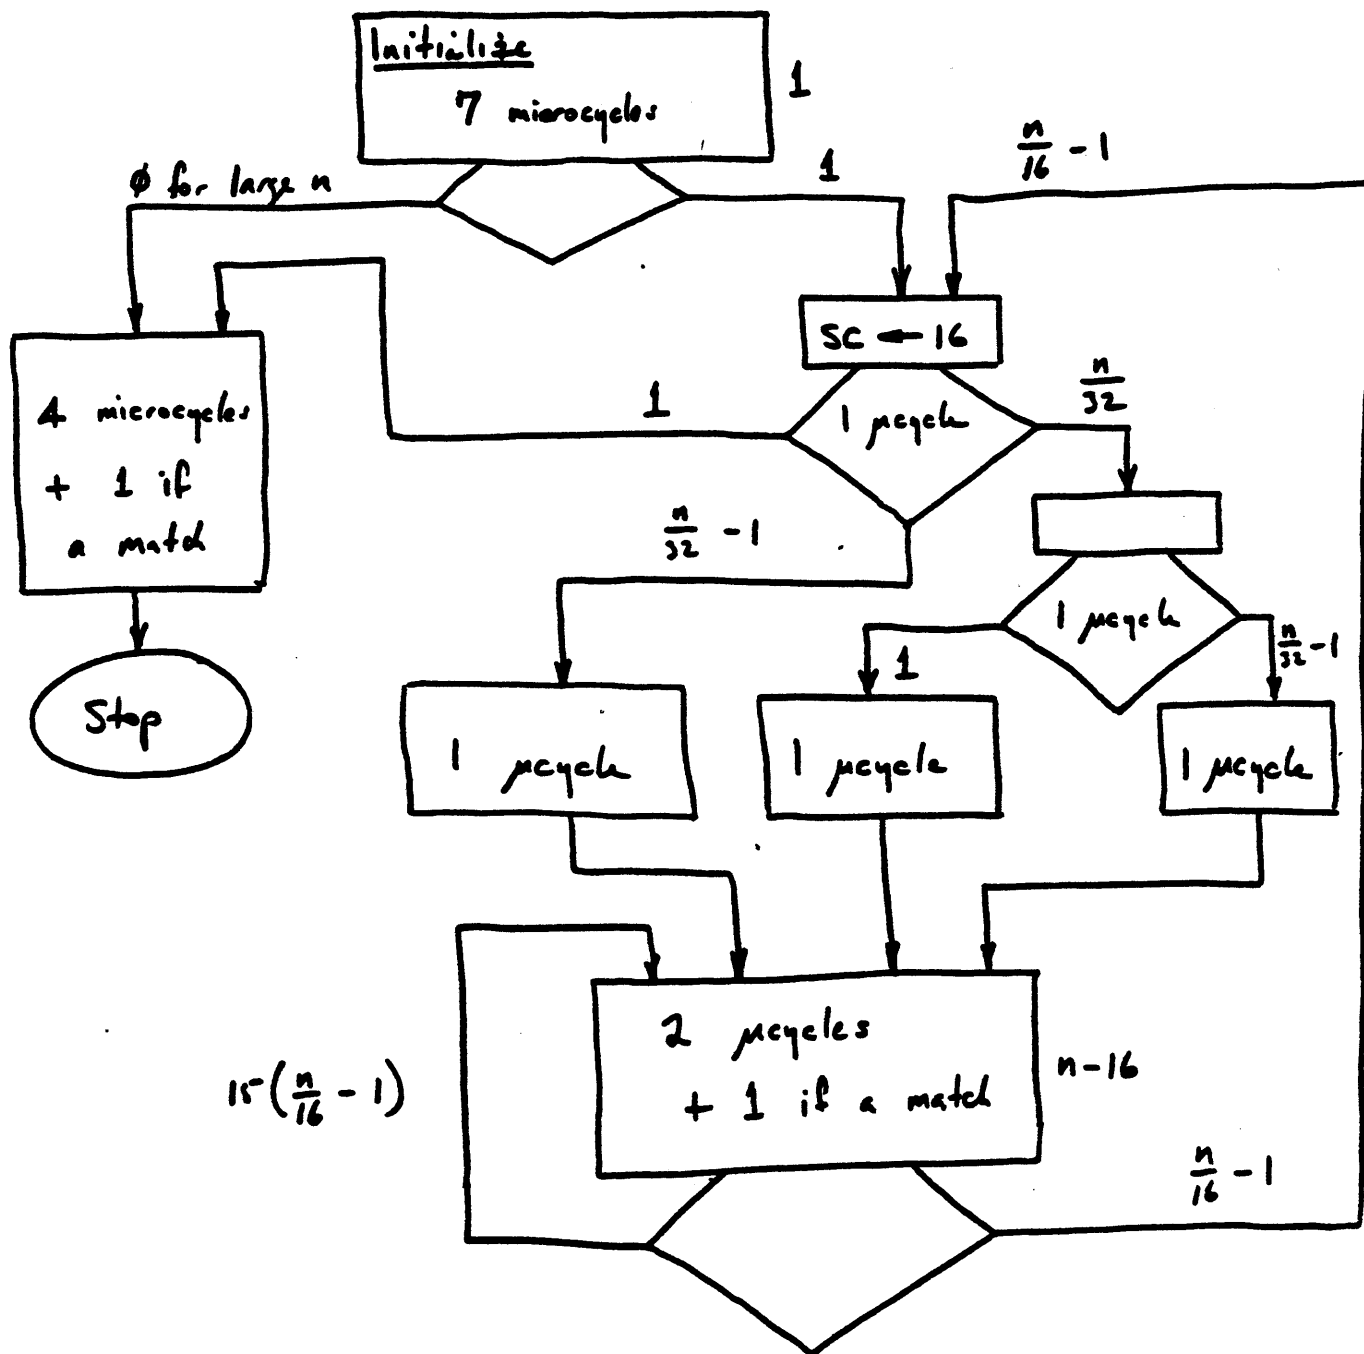 Initialize
7 microcycles
1
ϕ for large n
1
n/16 - 1
SC ← 16
1 μcycle
1
n/32
4 microcycles
+ 1 if
a match
n/32 - 1
1 μcycle
1
n/32 - 1
Stop
1 μcycle
1 μcycle
1 μcycle
2 μcycles
+ 1 if a match
n-16
15(n/16 - 1)
n/16 - 1